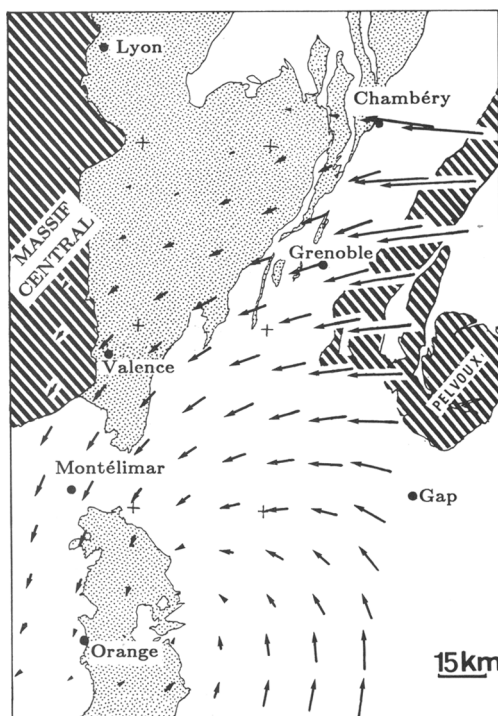 Lyon
Chambéry
MASSIF
CENTRAL
Grenoble
Valence
PELVOUX
Montélimar
Gap
Orange
15km